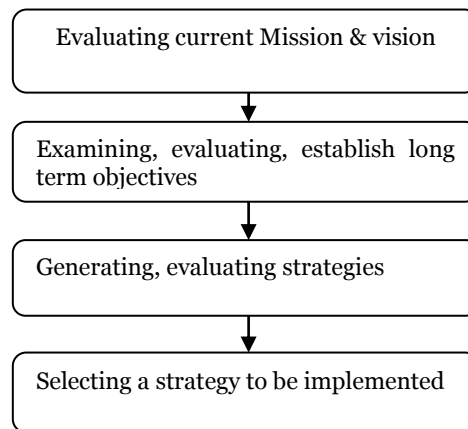 Evaluating current Mission & vision
Examining, evaluating, establish long
term objectives
Generating, evaluating strategies
Selecting a strategy to be implemented